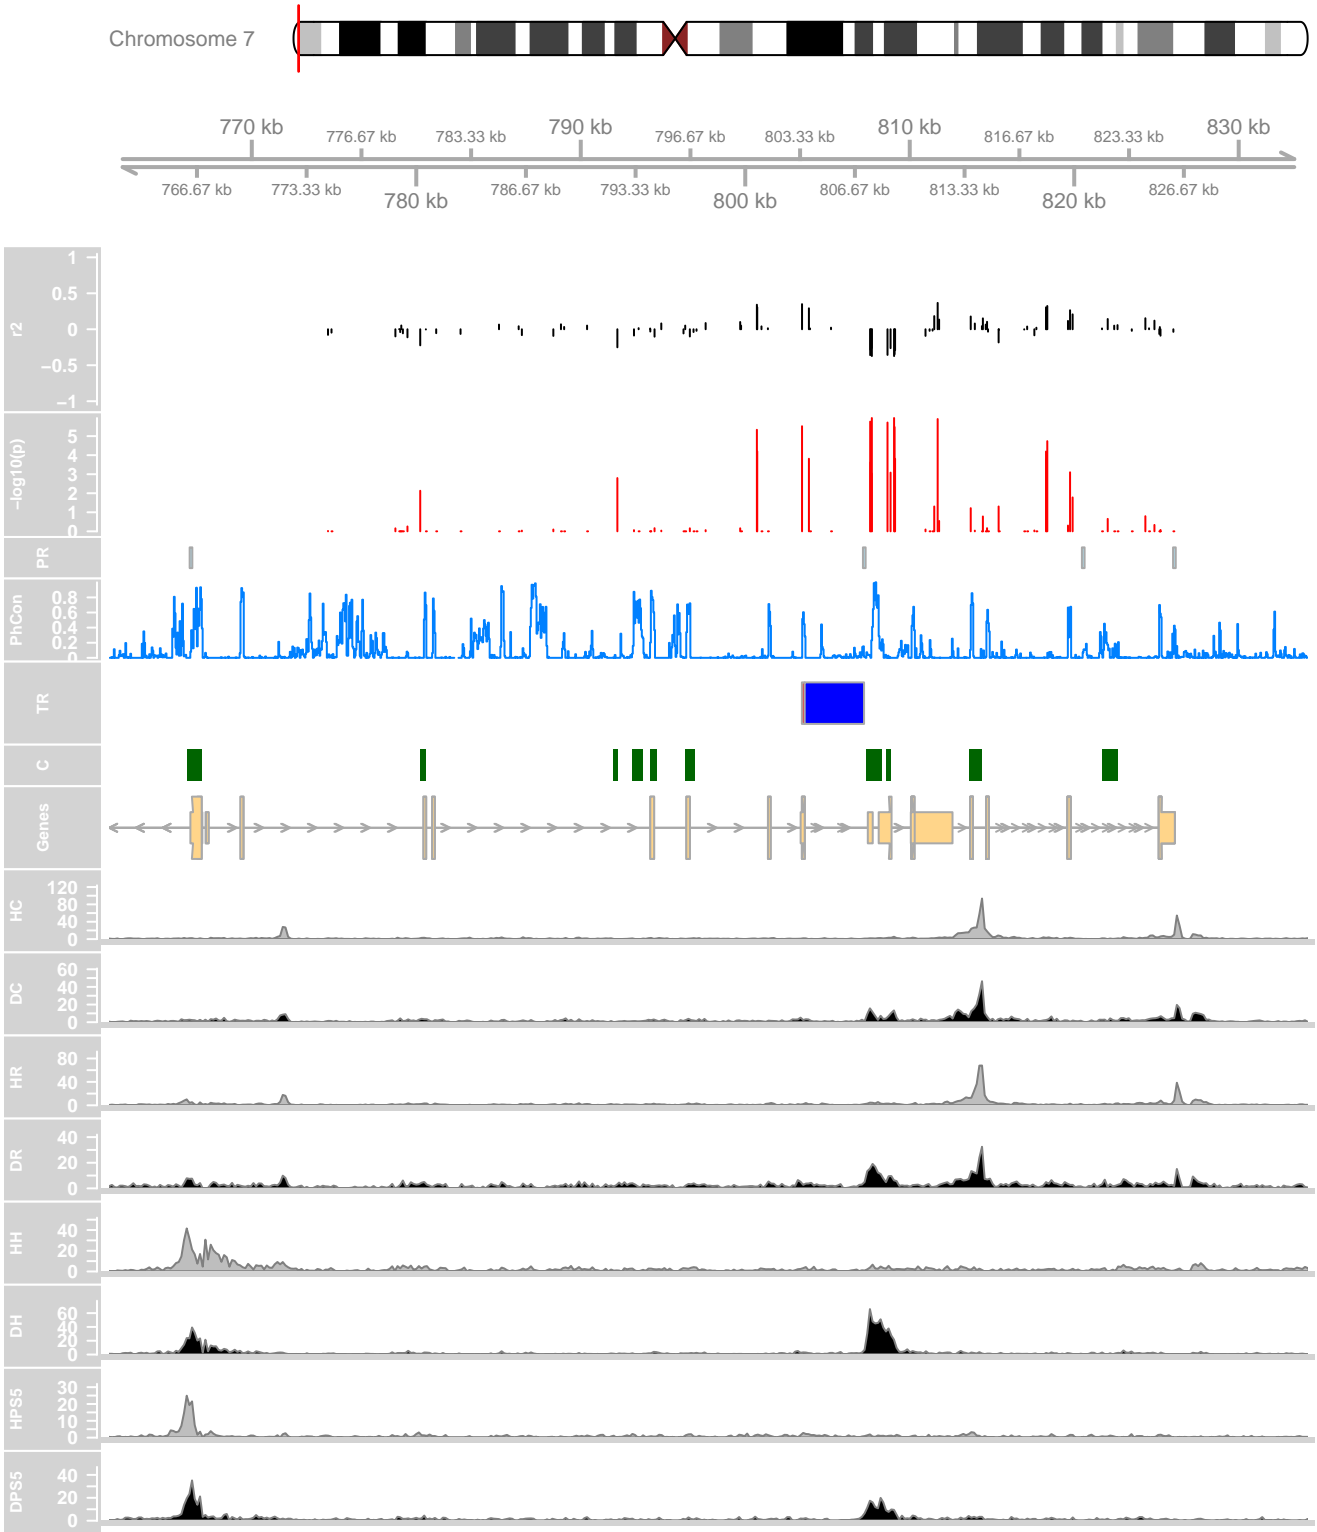 Chromosome 7
770 kb
790 kb
810 kb
830 kb
776.67 kb
783.33 kb
796.67 kb
803.33 kb
816.67 kb
823.33 kb
766.67 kb
773.33 kb
786.67 kb
793.33 kb
806.67 kb
813.33 kb
826.67 kb
780 kb
800 kb
820 kb
r2
1
0.5
0
−0.5
−1
−log10(p)
5
4
3
2
1
0
PR
PhCon
0.8
0.6
0.4
0.2
0
TR
C
Genes
HC
120
80
40
0
DC
60
40
20
0
HR
80
40
0
DR
40
20
0
HH
40
20
0
DH
60
40
20
0
HPS5
30
20
10
0
DPS5
40
20
0